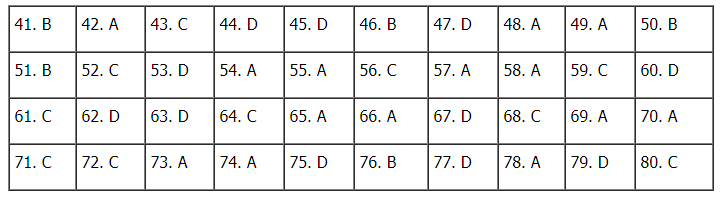 41. B 42. A 43. C 44. D 45. D 46. B 47. D 48. A 49. A 50. B
51. B 52. C 53. D 54. A 55. A 56. C 57. A 58. A 59. C 60. D
61. C 62. D 63. D 64. C 65. A 66. A 67. D 68. C 69. A 70. A
71. C 72. C 73. A 74. A 75. D 76. B 77. D 78. A 79. D 80. C